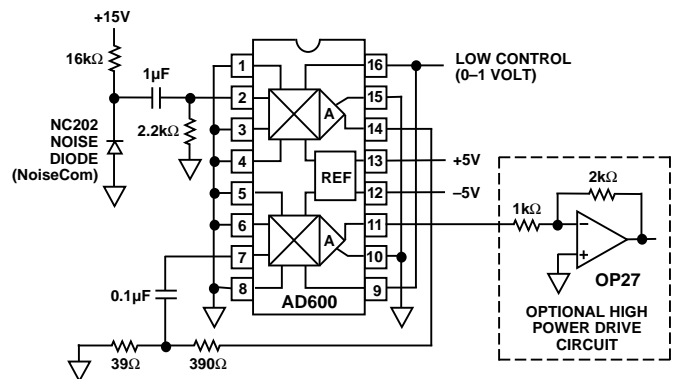 +15V
16kΩ
1μF
NC202
NOISE
DIODE
(NoiseCom)
2.2kΩ
1
2
3
4
5
6
7
8
16
15
14
13
12
11
10
9
A
REF
A
AD600
LOW CONTROL
(0–1 VOLT)
+5V
–5V
0.1μF
39Ω
390Ω
1kΩ
2kΩ
–
+
OP27
OPTIONAL HIGH
POWER DRIVE
CIRCUIT